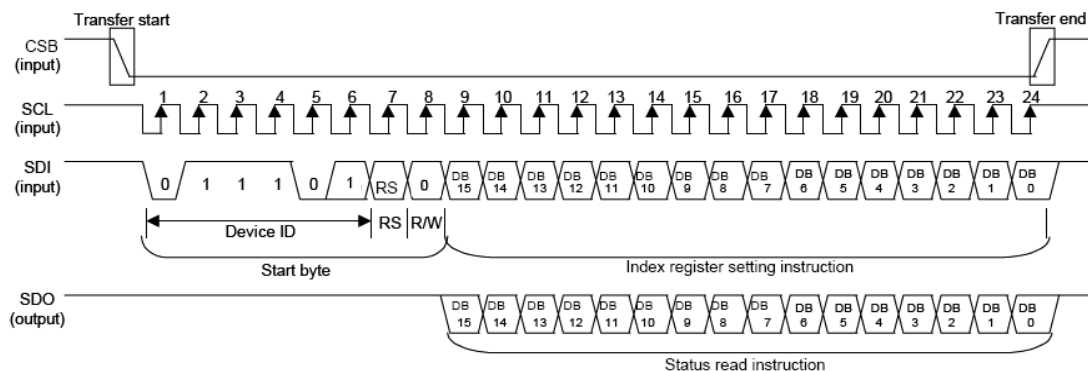 Transfer start
Transfer end
CSB
(input)
1 2 3 4 5 6 7 8 9 10 11 12 13 14 15 16 17 18 19 20 21 22 23 24
SCL
(input)
SDI
(input)
0 1 1 1 0 1 RS 0 DB 15 DB 14 DB 13 DB 12 DB 11 DB 10 DB 9 DB 8 DB 7 DB 6 DB 5 DB 4 DB 3 DB 2 DB 1 DB 0
Device ID RS R/W
Start byte
Index register setting instruction
SDO
(output)
DB 15 DB 14 DB 13 DB 12 DB 11 DB 10 DB 9 DB 8 DB 7 DB 6 DB 5 DB 4 DB 3 DB 2 DB 1 DB 0
Status read instruction